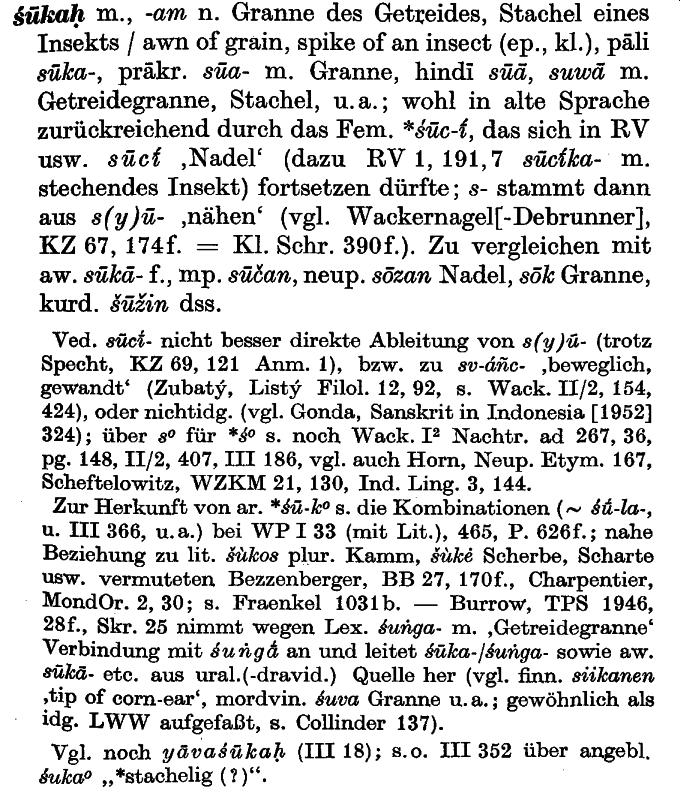 śūkaḥ m., -am n. Granne des Getreides, Stachel eines
Insekts / awn of grain, spike of an insect (ep., kl.), pāli
sūka-, prākr. sūa- m. Granne, hindī sūā, suwā m.
Getreidegranne, Stachel, u. a.; wohl in alte Sprache
zurückreichend durch das Fem. *śūc-ī́, das sich in RV
usw. sūcī́ ‚Nadel‘ (dazu RV 1, 191,7 sūcī́ka- m.
stechendes Insekt) fortsetzen dürfte; s- stammt dann
aus s(y)ū- ‚nähen‘ (vgl. Wackernagel[-Debrunner],
KZ 67, 174f. = Kl. Schr. 390f.). Zu vergleichen mit
aw. sūkā- f., mp. sūčan, neup. sōzan Nadel, sōk Granne,
kurd. šūžin dss.
Ved. sūcī́- nicht besser direkte Ableitung von s(y)ū- (trotz
Specht, KZ 69, 121 Anm. 1), bzw. zu sv-áñc- ‚beweglich,
gewandt‘ (Zubatý, Listý Filol. 12, 92, s. Wack. II/2, 154,
424), oder nichtidg. (vgl. Gonda, Sanskrit in Indonesia [1952]
324); über s⁰ für *ś⁰ s. noch Wack. I² Nachtr. ad 267, 36,
pg. 148, II/2, 407, III 186, vgl. auch Horn, Neup. Etym. 167,
Scheftelowitz, WZKM 21, 130, Ind. Ling. 3, 144.
Zur Herkunft von ar. *śū-k⁰ s. die Kombinationen (~ śū́-la-,
u. III 366, u. a.) bei WP I 33 (mit Lit.), 465, P. 626f.; nahe
Beziehung zu lit. šùkos plur. Kamm, šùkė Scherbe, Scharte
usw. vermuteten Bezzenberger, BB 27, 170f., Charpentier,
MondOr. 2, 30; s. Fraenkel 1031b. — Burrow, TPS 1946,
28f., Skr. 25 nimmt wegen Lex. śuṅga- m. ‚Getreidegranne‘
Verbindung mit śuṅgā́ an und leitet śūka-/śuṅga- sowie aw.
sūkā- etc. aus ural.(-dravid.) Quelle her (vgl. finn. siikanen
‚tip of corn-ear‘, mordvin. śuva Granne u. a.; gewöhnlich als
idg. LWW aufgefaßt, s. Collinder 137).
Vgl. noch yāvaśūkaḥ (III 18); s. o. III 352 über angebl.
śuka⁰ „*stachelig (?)“.